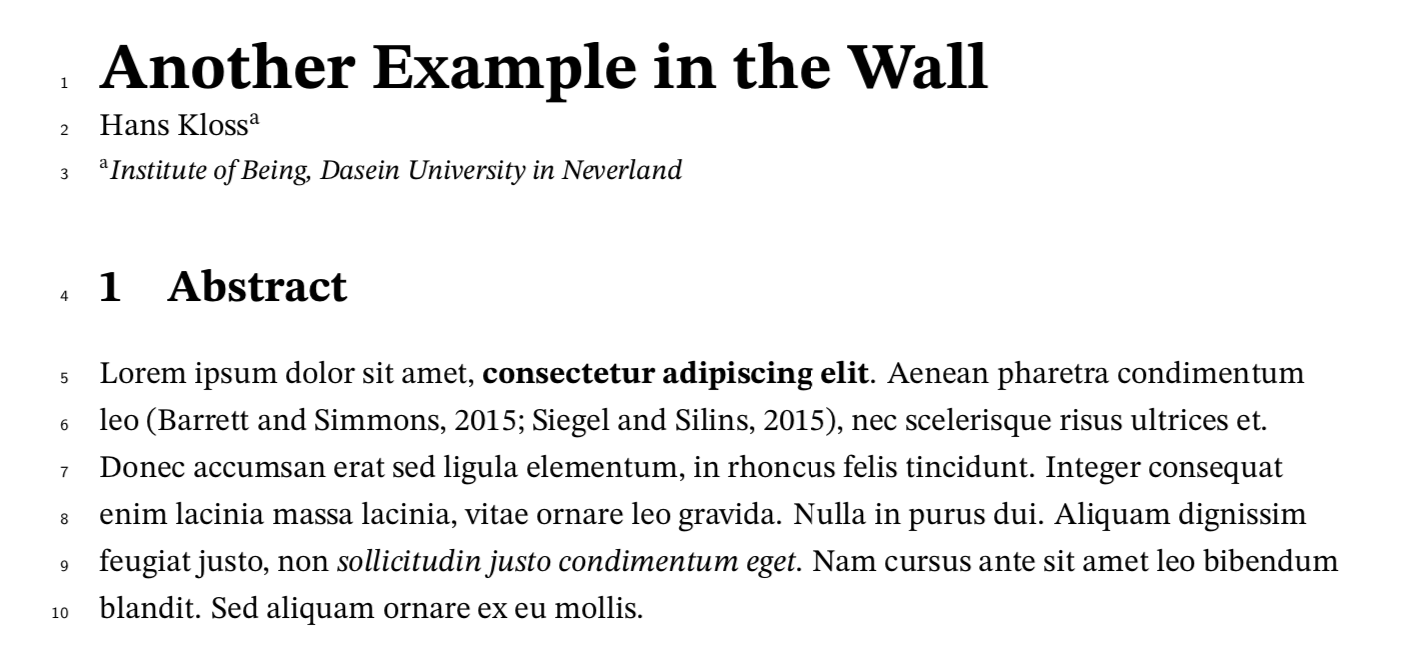 1 Another Example in the Wall
2 Hans Klossᵃ
3 ᵃInstitute of Being, Dasein University in Neverland
4 1 Abstract
5 Lorem ipsum dolor sit amet, consectetur adipiscing elit. Aenean pharetra condimentum
6 leo (Barrett and Simmons, 2015; Siegel and Silins, 2015), nec scelerisque risus ultrices et.
7 Donec accumsan erat sed ligula elementum, in rhoncus felis tincidunt. Integer consequat
8 enim lacinia massa lacinia, vitae ornare leo gravida. Nulla in purus dui. Aliquam dignissim
9 feugiat justo, non sollicitudin justo condimentum eget. Nam cursus ante sit amet leo bibendum
10 blandit. Sed aliquam ornare ex eu mollis.